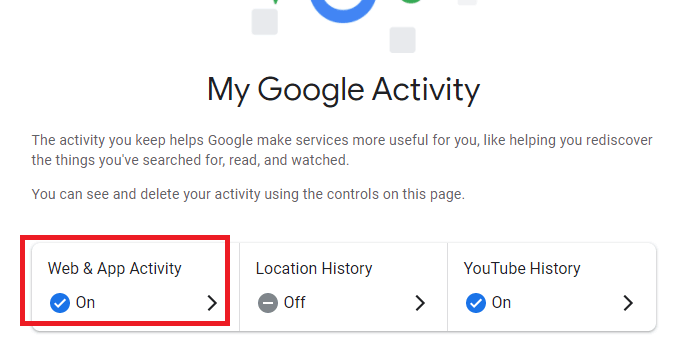 My Google Activity
The activity you keep helps Google make services more useful for you, like helping you rediscover
the things you've searched for, read, and watched.
You can see and delete your activity using the controls on this page.
Web & App Activity
On
Location History
Off
YouTube History
On